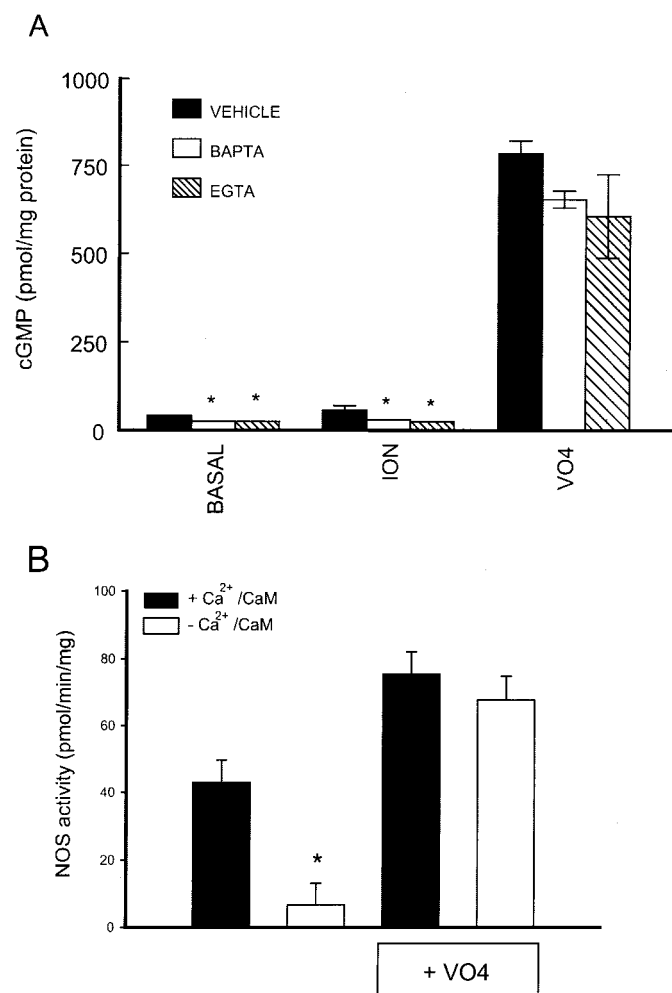 A
1000
VEHICLE
BAPTA
750
EGTA
cGMP (pmol/mg protein)
500
250
* * * *
0
BASAL ION VO4
B
100
+ Ca2+ /CaM
- Ca2+ /CaM
80
NOS activity (pmol/min/mg)
60
40
*
20
0
+ VO4